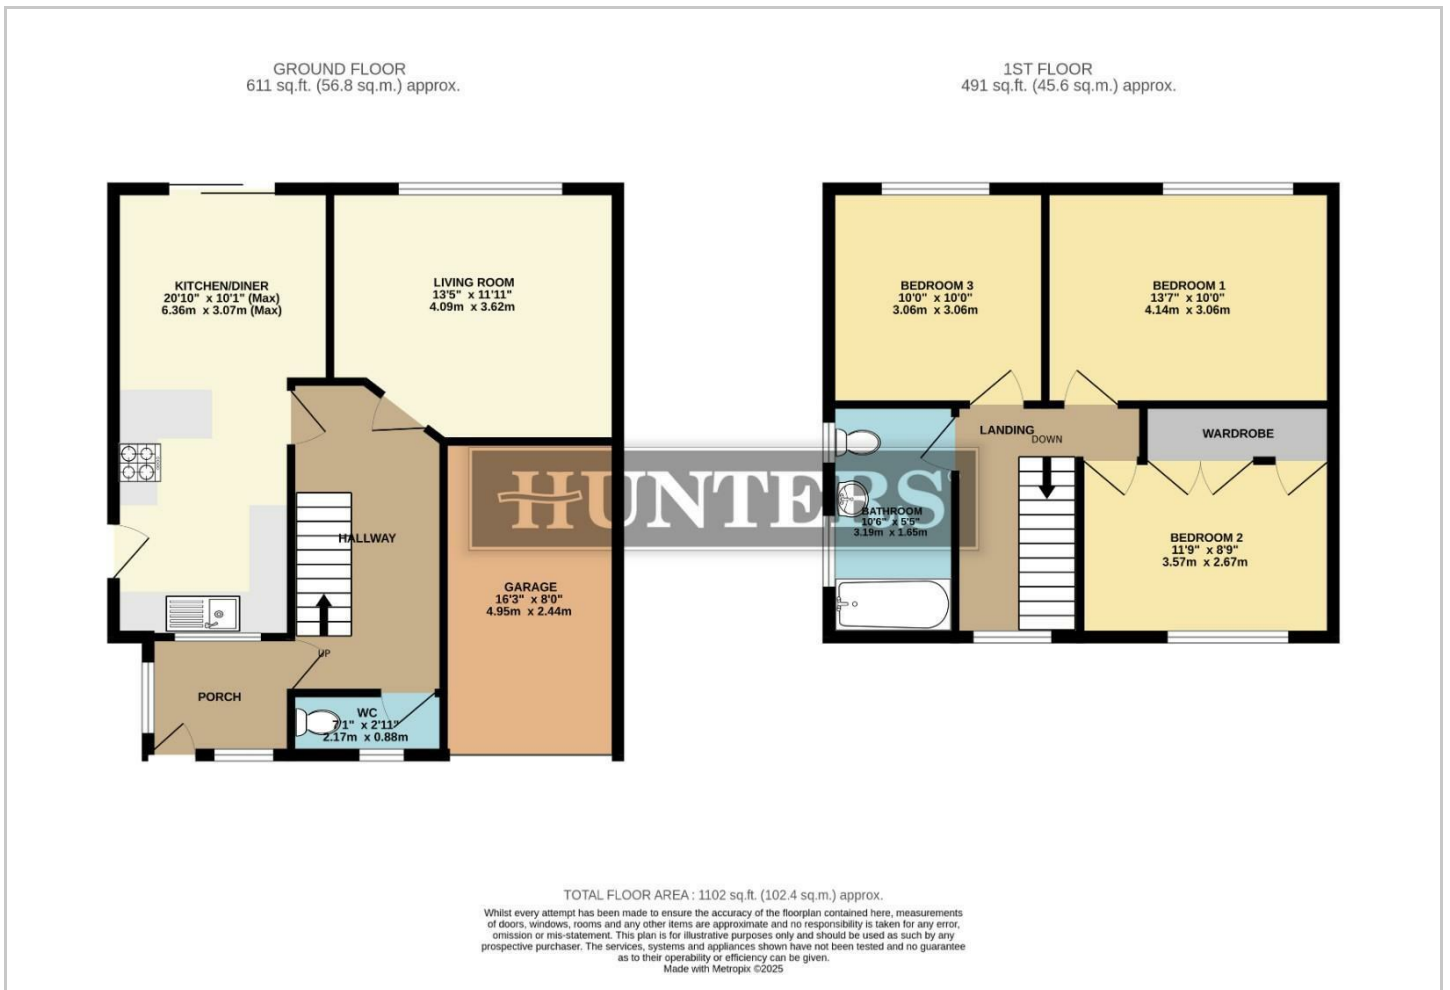 GROUND FLOOR
611 sq.ft. (56.8 sq.m.) approx.
1ST FLOOR
491 sq.ft. (45.6 sq.m.) approx.
KITCHEN/DINER
20'10" x 10'1" (Max)
6.36m x 3.07m (Max)
LIVING ROOM
13'5" x 11'11"
4.09m x 3.62m
HALLWAY
UP
GARAGE
16'3" x 8'0"
4.95m x 2.44m
PORCH
WC
7'1" x 2'11"
2.17m x 0.88m
BEDROOM 3
10'0" x 10'0"
3.06m x 3.06m
BEDROOM 1
13'7" x 10'0"
4.14m x 3.06m
LANDING
DOWN
WARDROBE
BATHROOM
10'6" x 5'5"
3.19m x 1.65m
BEDROOM 2
11'9" x 8'9"
3.57m x 2.67m
HUNTERS
TOTAL FLOOR AREA : 1102 sq.ft. (102.4 sq.m.) approx.
Whilst every attempt has been made to ensure the accuracy of the floorplan contained here, measurements
of doors, windows, rooms and any other items are approximate and no responsibility is taken for any error,
omission or mis-statement. This plan is for illustrative purposes only and should be used as such by any
prospective purchaser. The services, systems and appliances shown have not been tested and no guarantee
as to their operability or efficiency can be given.
Made with Metropix ©2025